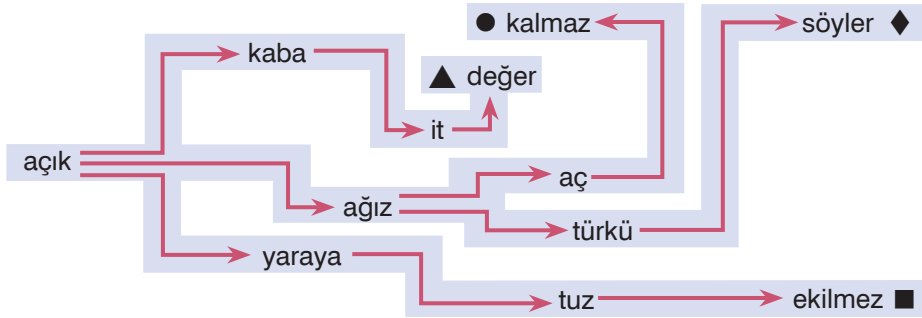 ● kalmaz
söyler ♦
kaba
▲ değer
it
açık
aç
ağız
türkü
yaraya
tuz
ekilmez ■